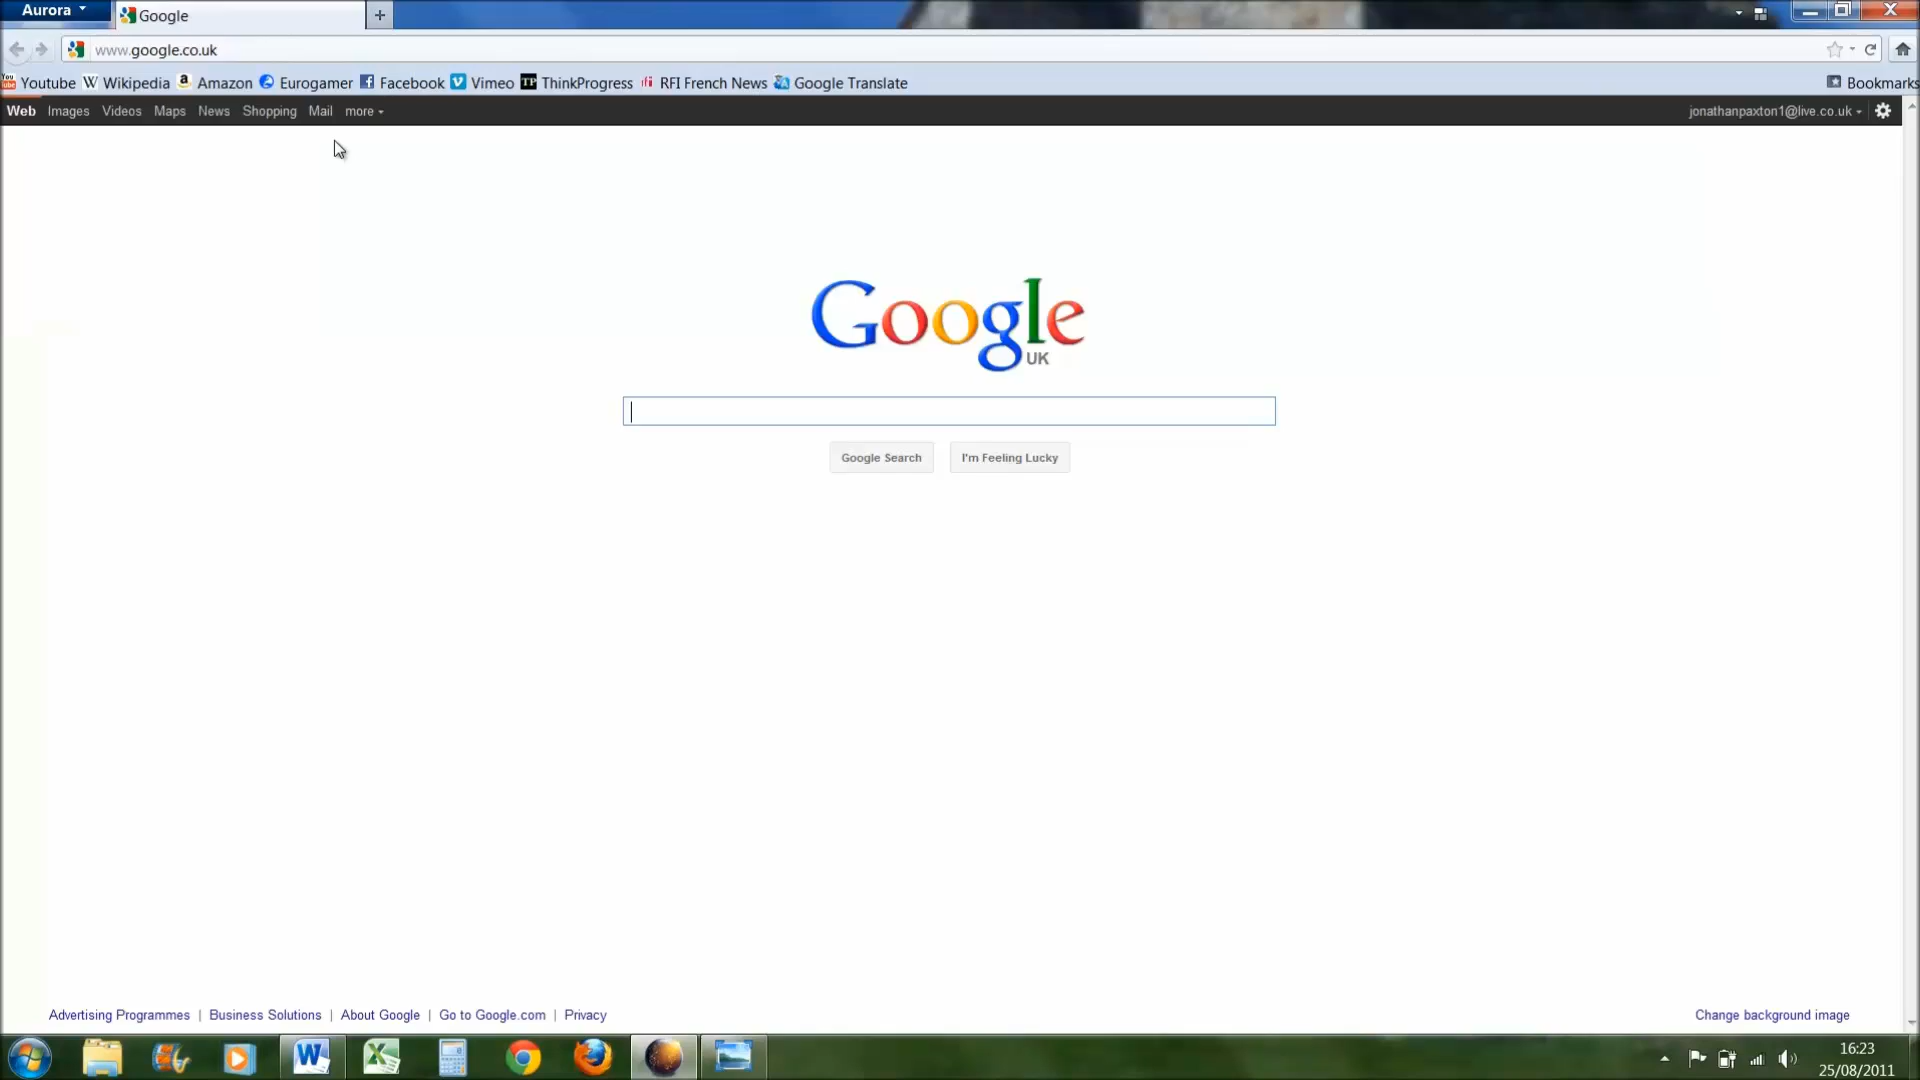 Aurora
Google
www.google.co.uk
You Tube Youtube W Wikipedia a Amazon Eurogamer f Facebook V Vimeo TP ThinkProgress rfi RFI French News Google Translate Bookmarks
Web Images Videos Maps News Shopping Mail more jonathanpaxton1@live.co.uk
Google
UK
Google Search I'm Feeling Lucky
Advertising Programmes | Business Solutions | About Google | Go to Google.com | Privacy Change background image
16:23
25/08/2011